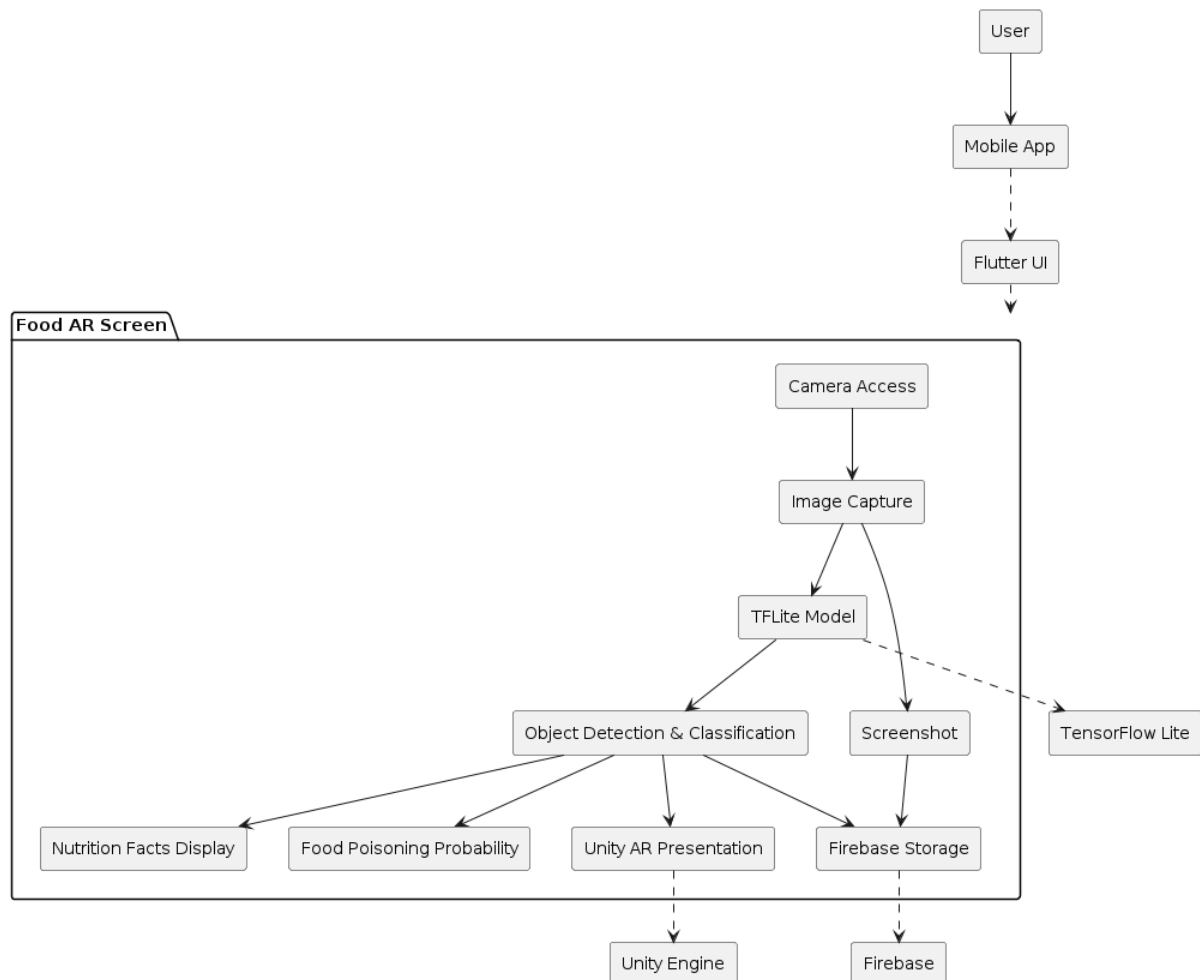 User
Mobile App
Flutter UI
Food AR Screen
Camera Access
Image Capture
TFLite Model
Object Detection & Classification
Screenshot
TensorFlow Lite
Nutrition Facts Display
Food Poisoning Probability
Unity AR Presentation
Firebase Storage
Unity Engine
Firebase